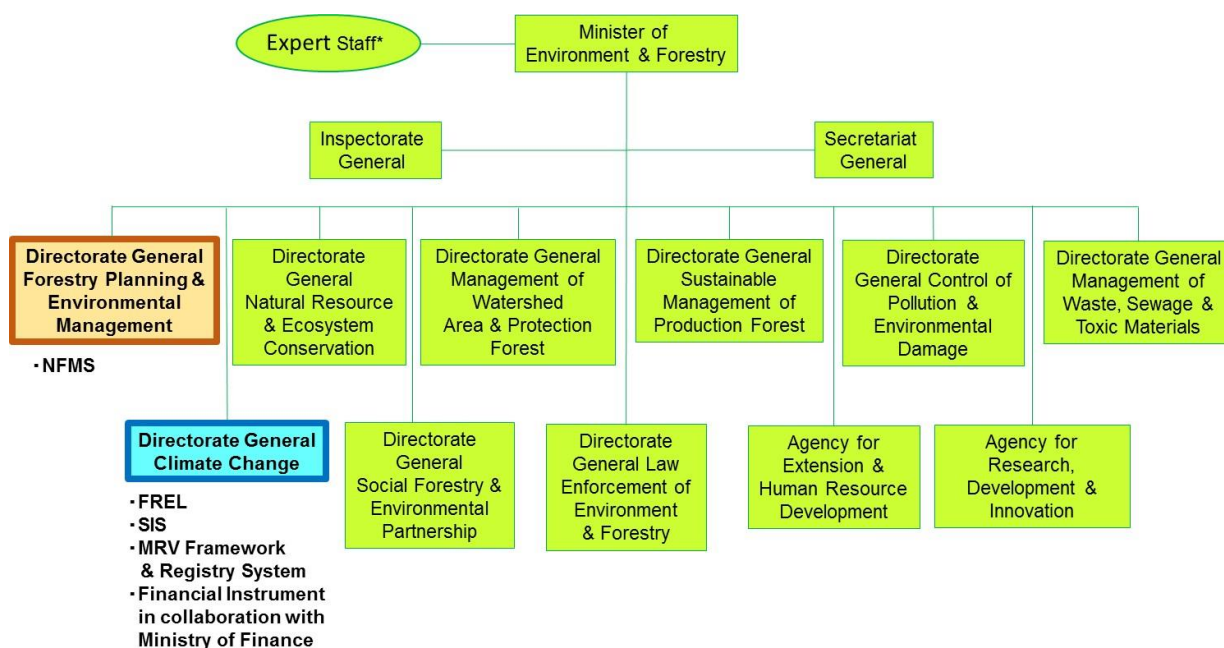 Expert Staff*
Minister of
Environment & Forestry
Inspectorate
General
Secretariat
General
Directorate General
Forestry Planning &
Environmental
Management
・NFMS
Directorate
General
Natural Resource
& Ecosystem
Conservation
Directorate General
Management of
Watershed
Area & Protection
Forest
Directorate General
Sustainable
Management of
Production Forest
Directorate
General Control of
Pollution &
Environmental
Damage
Directorate General
Management of
Waste, Sewage &
Toxic Materials
Directorate General
Climate Change
・FREL
・SIS
・MRV Framework
& Registry System
・Financial Instrument
in collaboration with
Ministry of Finance
Directorate
General
Social Forestry &
Environmental
Partnership
Directorate
General Law
Enforcement of
Environment
& Forestry
Agency for
Extension &
Human Resource
Development
Agency for
Research,
Development &
Innovation